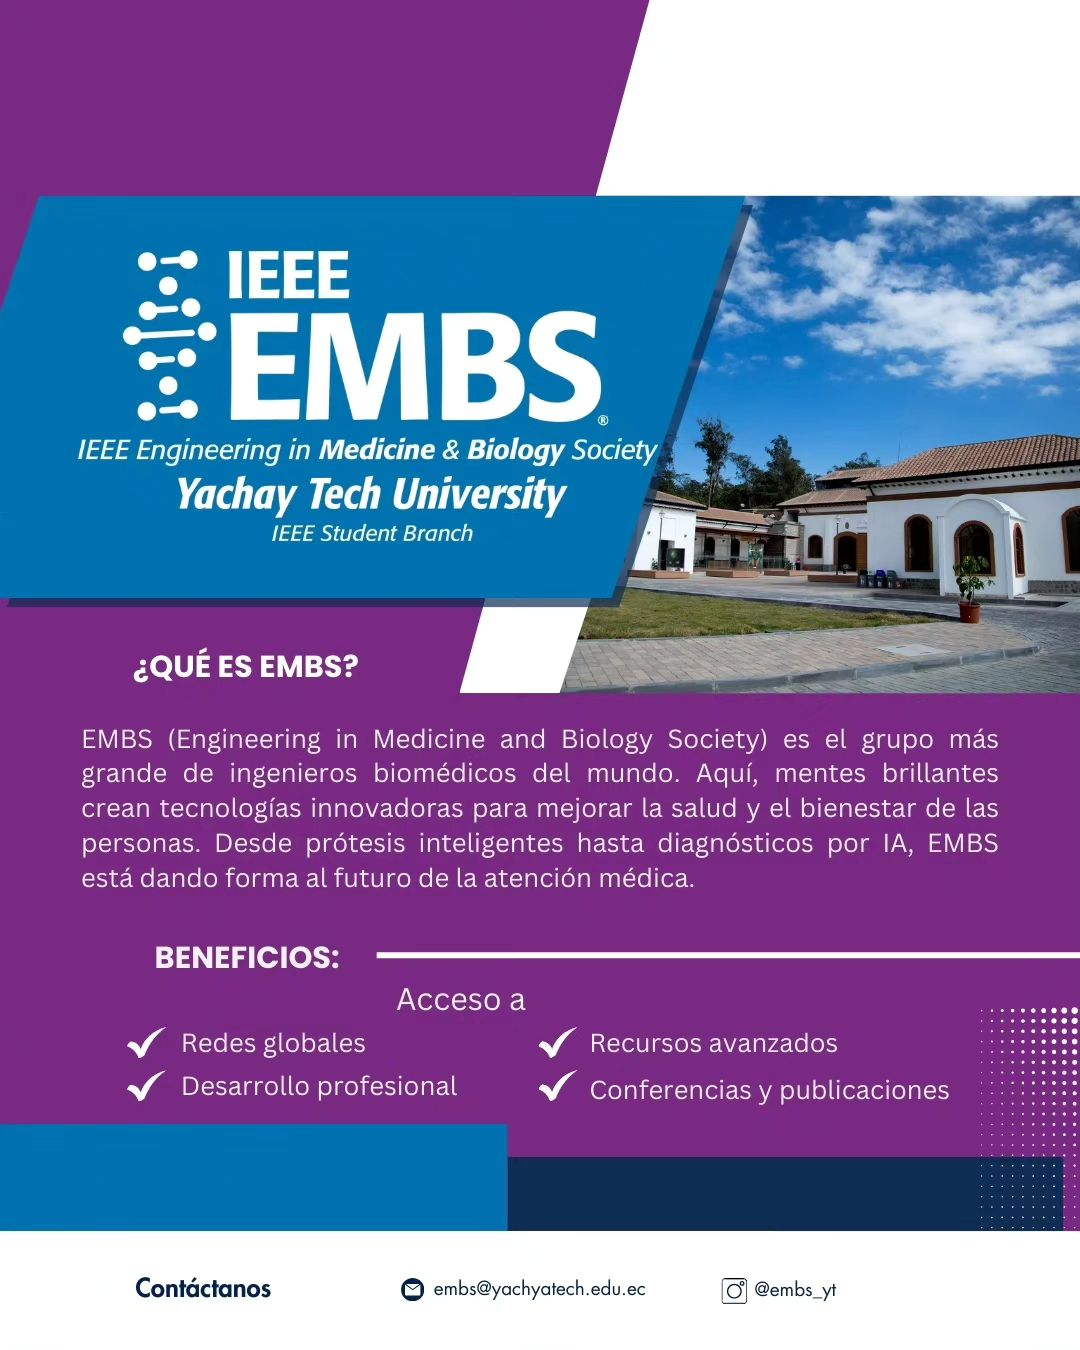 IEEE
EMBS®
IEEE Engineering in Medicine & Biology Society
Yachay Tech University
IEEE Student Branch
¿QUÉ ES EMBS?
EMBS (Engineering in Medicine and Biology Society) es el grupo más
grande de ingenieros biomédicos del mundo. Aquí, mentes brillantes
crean tecnologías innovadoras para mejorar la salud y el bienestar de las
personas. Desde prótesis inteligentes hasta diagnósticos por IA, EMBS
está dando forma al futuro de la atención médica.
BENEFICIOS:
Acceso a
Redes globales
Desarrollo profesional
Recursos avanzados
Conferencias y publicaciones
Contáctanos
embs@yachyatech.edu.ec
@embs_yt